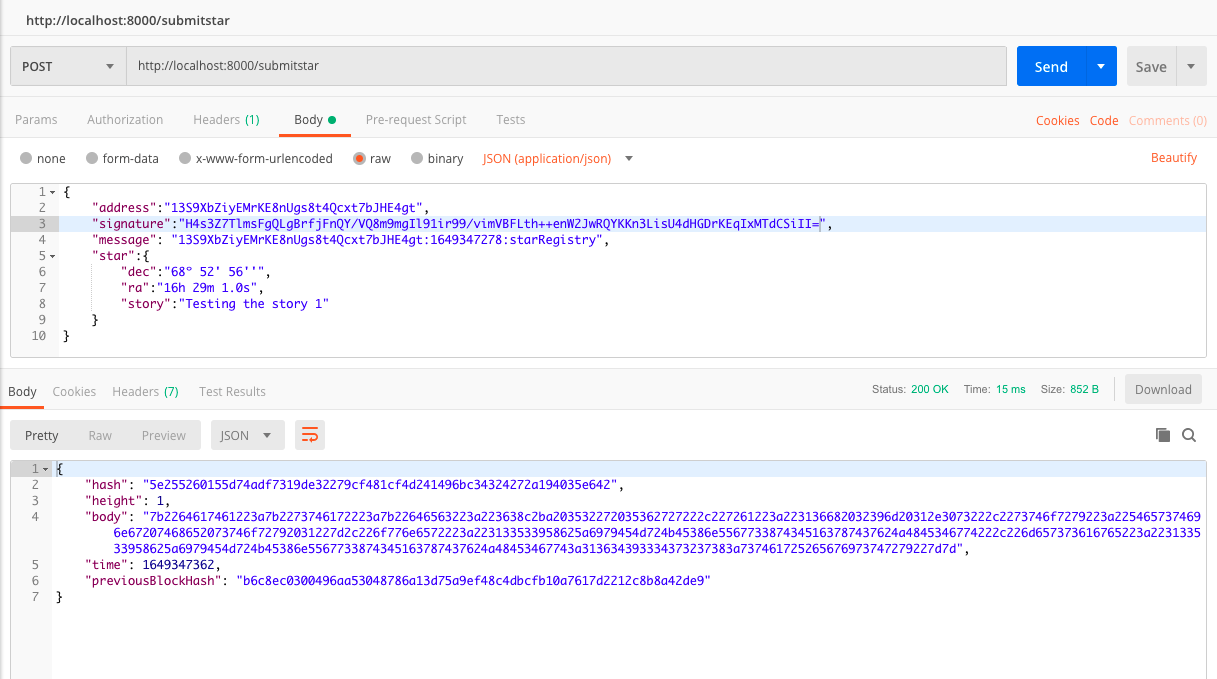 http://localhost:8000/submitstar
POST http://localhost:8000/submitstar Send Save
Params Authorization Headers (1) Body Pre-request Script Tests Cookies Code Comments (0)
none form-data x-www-form-urlencoded raw binary JSON (application/json) Beautify
1 {
2 "address":"13S9XbZiyEMrKE8nUgs8t4Qcxt7bJHE4gt",
3 "signature":"H4s3Z7TlmsFgQLgBrfjFnQY/VQ8m9mgIl91ir99/vimVBFLth++enW2JwRQYKKn3LisU4dHGDrKEqIxMTdCSiII=",
4 "message": "13S9XbZiyEMrKE8nUgs8t4Qcxt7bJHE4gt:1649347278:starRegistry",
5 "star":{
6 "dec":"68° 52' 56''",
7 "ra":"16h 29m 1.0s",
8 "story":"Testing the story 1"
9 }
10 }
Body Cookies Headers (7) Test Results Status: 200 OK Time: 15 ms Size: 852 B Download
Pretty Raw Preview JSON
1 {
2 "hash": "5e255260155d74adf7319de32279cf481cf4d241496bc34324272a194035e642",
3 "height": 1,
4 "body": "7b2264617461223a7b2273746172223a7b22646563223a223638c2ba203532272035362727222c227261223a223136682032396d20312e3073222c2273746f7279223a2254657374696
6e67207468652073746f72792031227d2c226f776e6572223a223133533958625a6979454d724b45386e5567733874345163787437624a4845346774222c226d657373616765223a22313353
33958625a6979454d724b45386e5567733874345163787437624a48453467743a313634393334373237383a737461725265676973747279227d7d",
5 "time": 1649347362,
6 "previousBlockHash": "b6c8ec0300496aa53048786a13d75a9ef48c4dbcfb10a7617d2212c8b8a42de9"
7 }